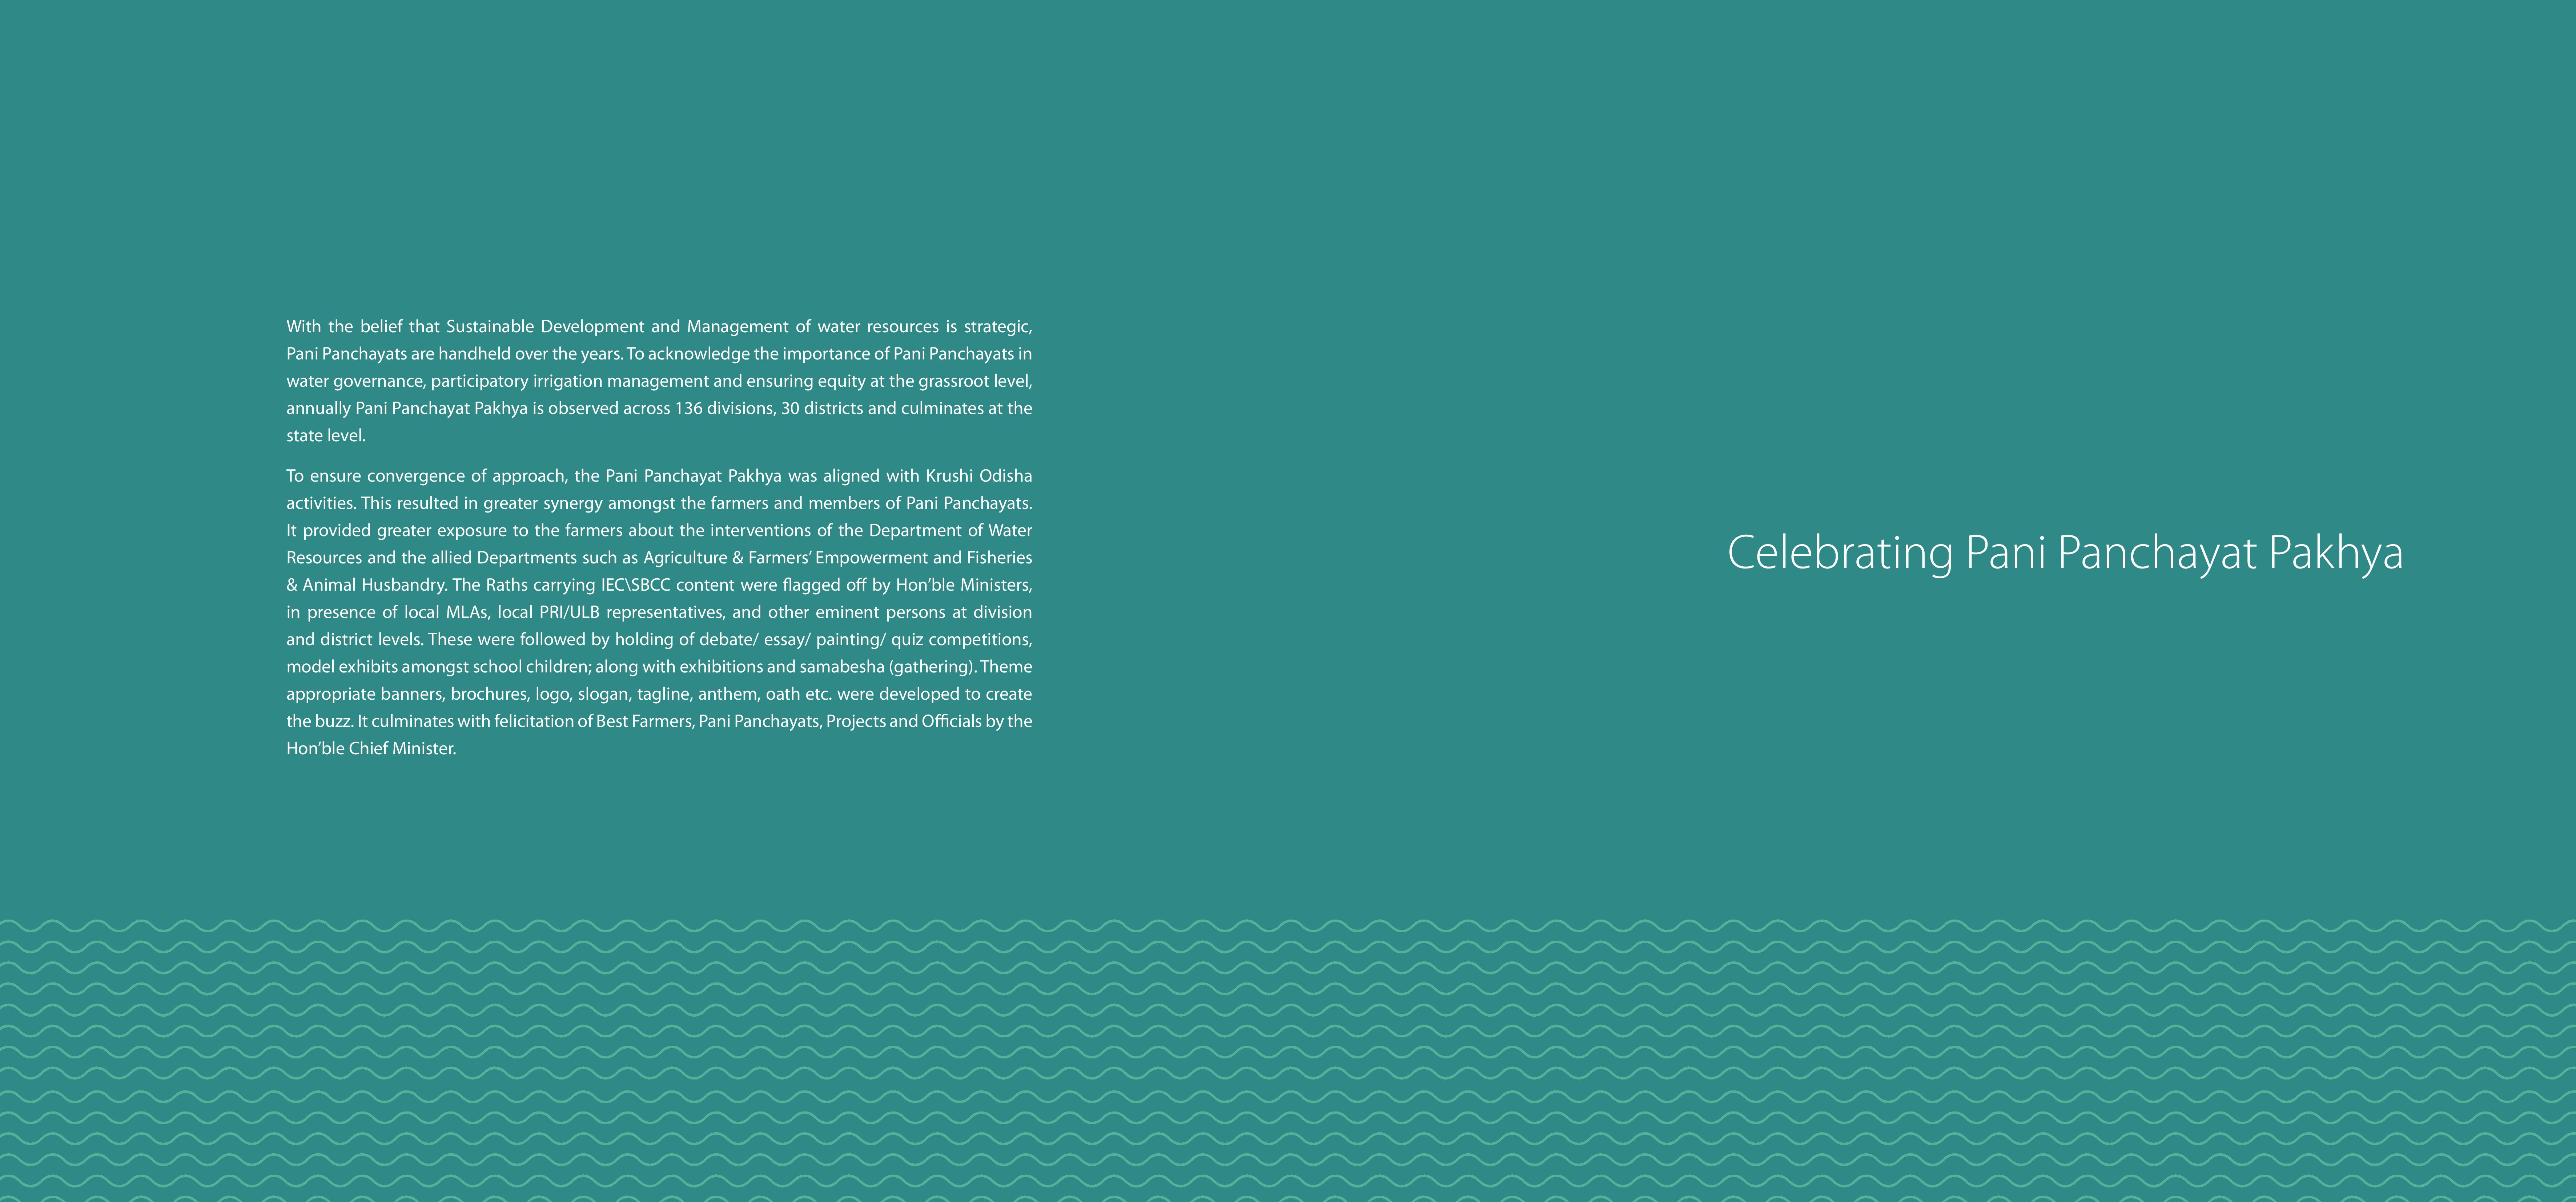 With the belief that Sustainable Development and Management of water resources is strategic,
Pani Panchayats are handheld over the years. To acknowledge the importance of Pani Panchayats in
water governance, participatory irrigation management and ensuring equity at the grassroot level,
annually Pani Panchayat Pakhya is observed across 136 divisions, 30 districts and culminates at the
state level.
To ensure convergence of approach, the Pani Panchayat Pakhya was aligned with Krushi Odisha
activities. This resulted in greater synergy amongst the farmers and members of Pani Panchayats.
It provided greater exposure to the farmers about the interventions of the Department of Water
Resources and the allied Departments such as Agriculture & Farmers’ Empowerment and Fisheries
& Animal Husbandry. The Raths carrying IEC\SBCC content were flagged off by Hon’ble Ministers,
in presence of local MLAs, local PRI/ULB representatives, and other eminent persons at division
and district levels. These were followed by holding of debate/ essay/ painting/ quiz competitions,
model exhibits amongst school children; along with exhibitions and samabesha (gathering). Theme
appropriate banners, brochures, logo, slogan, tagline, anthem, oath etc. were developed to create
the buzz. It culminates with felicitation of Best Farmers, Pani Panchayats, Projects and Officials by the
Hon’ble Chief Minister.
Celebrating Pani Panchayat Pakhya